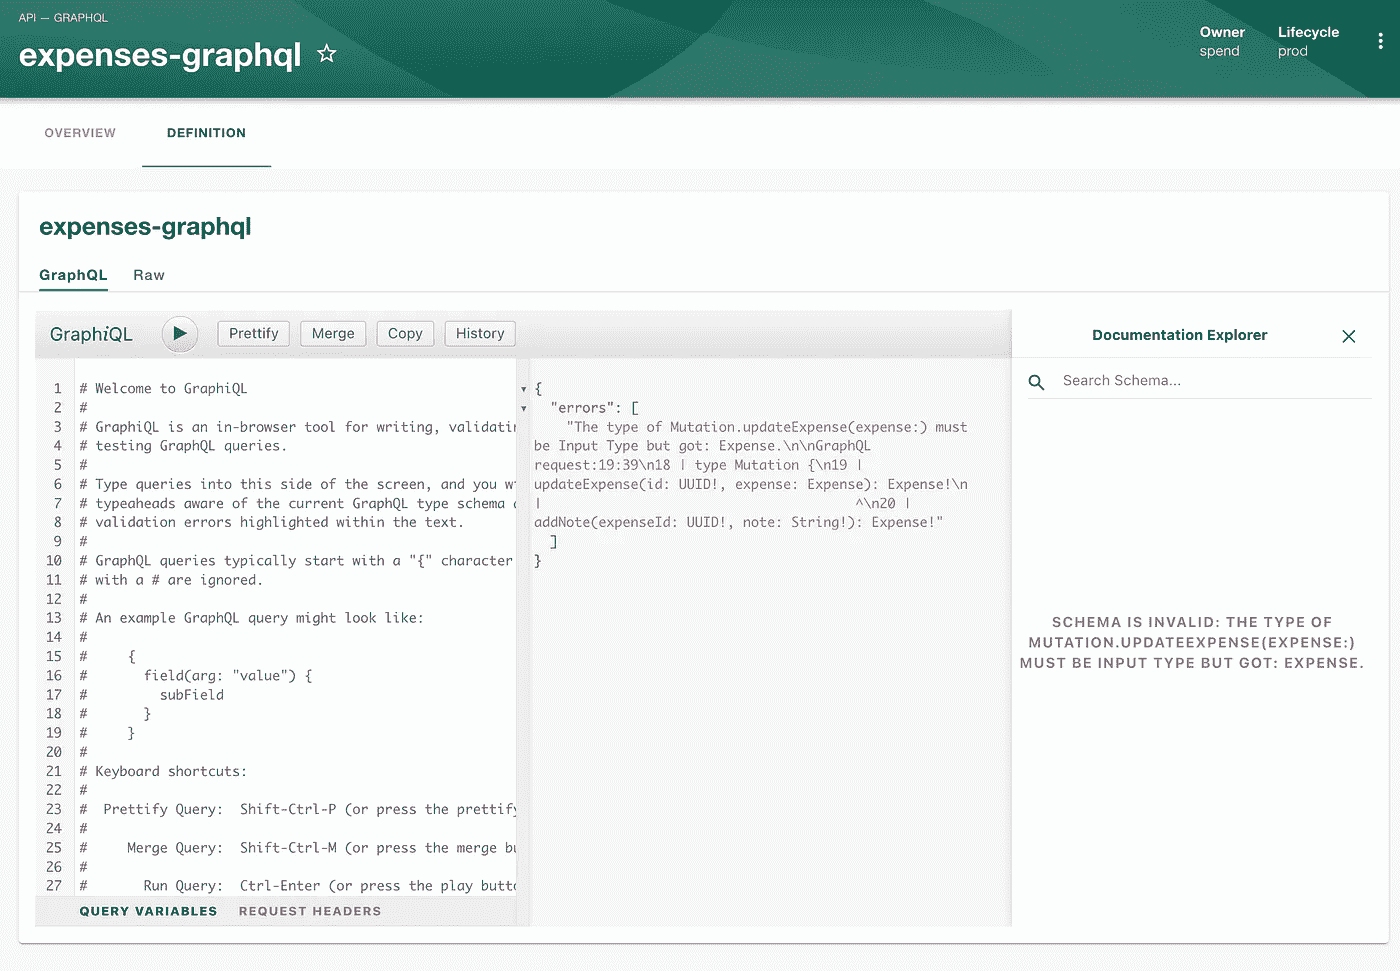 API — GRAPHQL
expenses-graphql
Owner
spend
Lifecycle
prod
OVERVIEW
DEFINITION
expenses-graphql
GraphQL
Raw
GraphiQL
Prettify
Merge
Copy
History
1 # Welcome to GraphiQL
2 #
3 # GraphiQL is an in-browser tool for writing, validatin
4 # testing GraphQL queries.
5 #
6 # Type queries into this side of the screen, and you w
7 # typeaheads aware of the current GraphQL type schema
8 # validation errors highlighted within the text.
9 #
10 # GraphQL queries typically start with a "{" character
11 # with a # are ignored.
12 #
13 # An example GraphQL query might look like:
14 #
15 #     {
16 #       field(arg: "value") {
17 #         subField
18 #       }
19 #     }
20 #
21 # Keyboard shortcuts:
22 #
23 #  Prettify Query:  Shift-Ctrl-P (or press the prettify
24 #
25 #     Merge Query:  Shift-Ctrl-M (or press the merge bu
26 #
27 #       Run Query:  Ctrl-Enter (or press the play butto
QUERY VARIABLES
REQUEST HEADERS
{
"errors": [
"The type of Mutation.updateExpense(expense:) must
be Input Type but got: Expense.\n\nGraphQL
request:19:39\n18 | type Mutation {\n19 |
updateExpense(id: UUID!, expense: Expense): Expense!\n
|                                       ^\n20 |
addNote(expenseId: UUID!, note: String!): Expense!"
]
}
Documentation Explorer
Search Schema...
SCHEMA IS INVALID: THE TYPE OF
MUTATION.UPDATEEXPENSE(EXPENSE:)
MUST BE INPUT TYPE BUT GOT: EXPENSE.